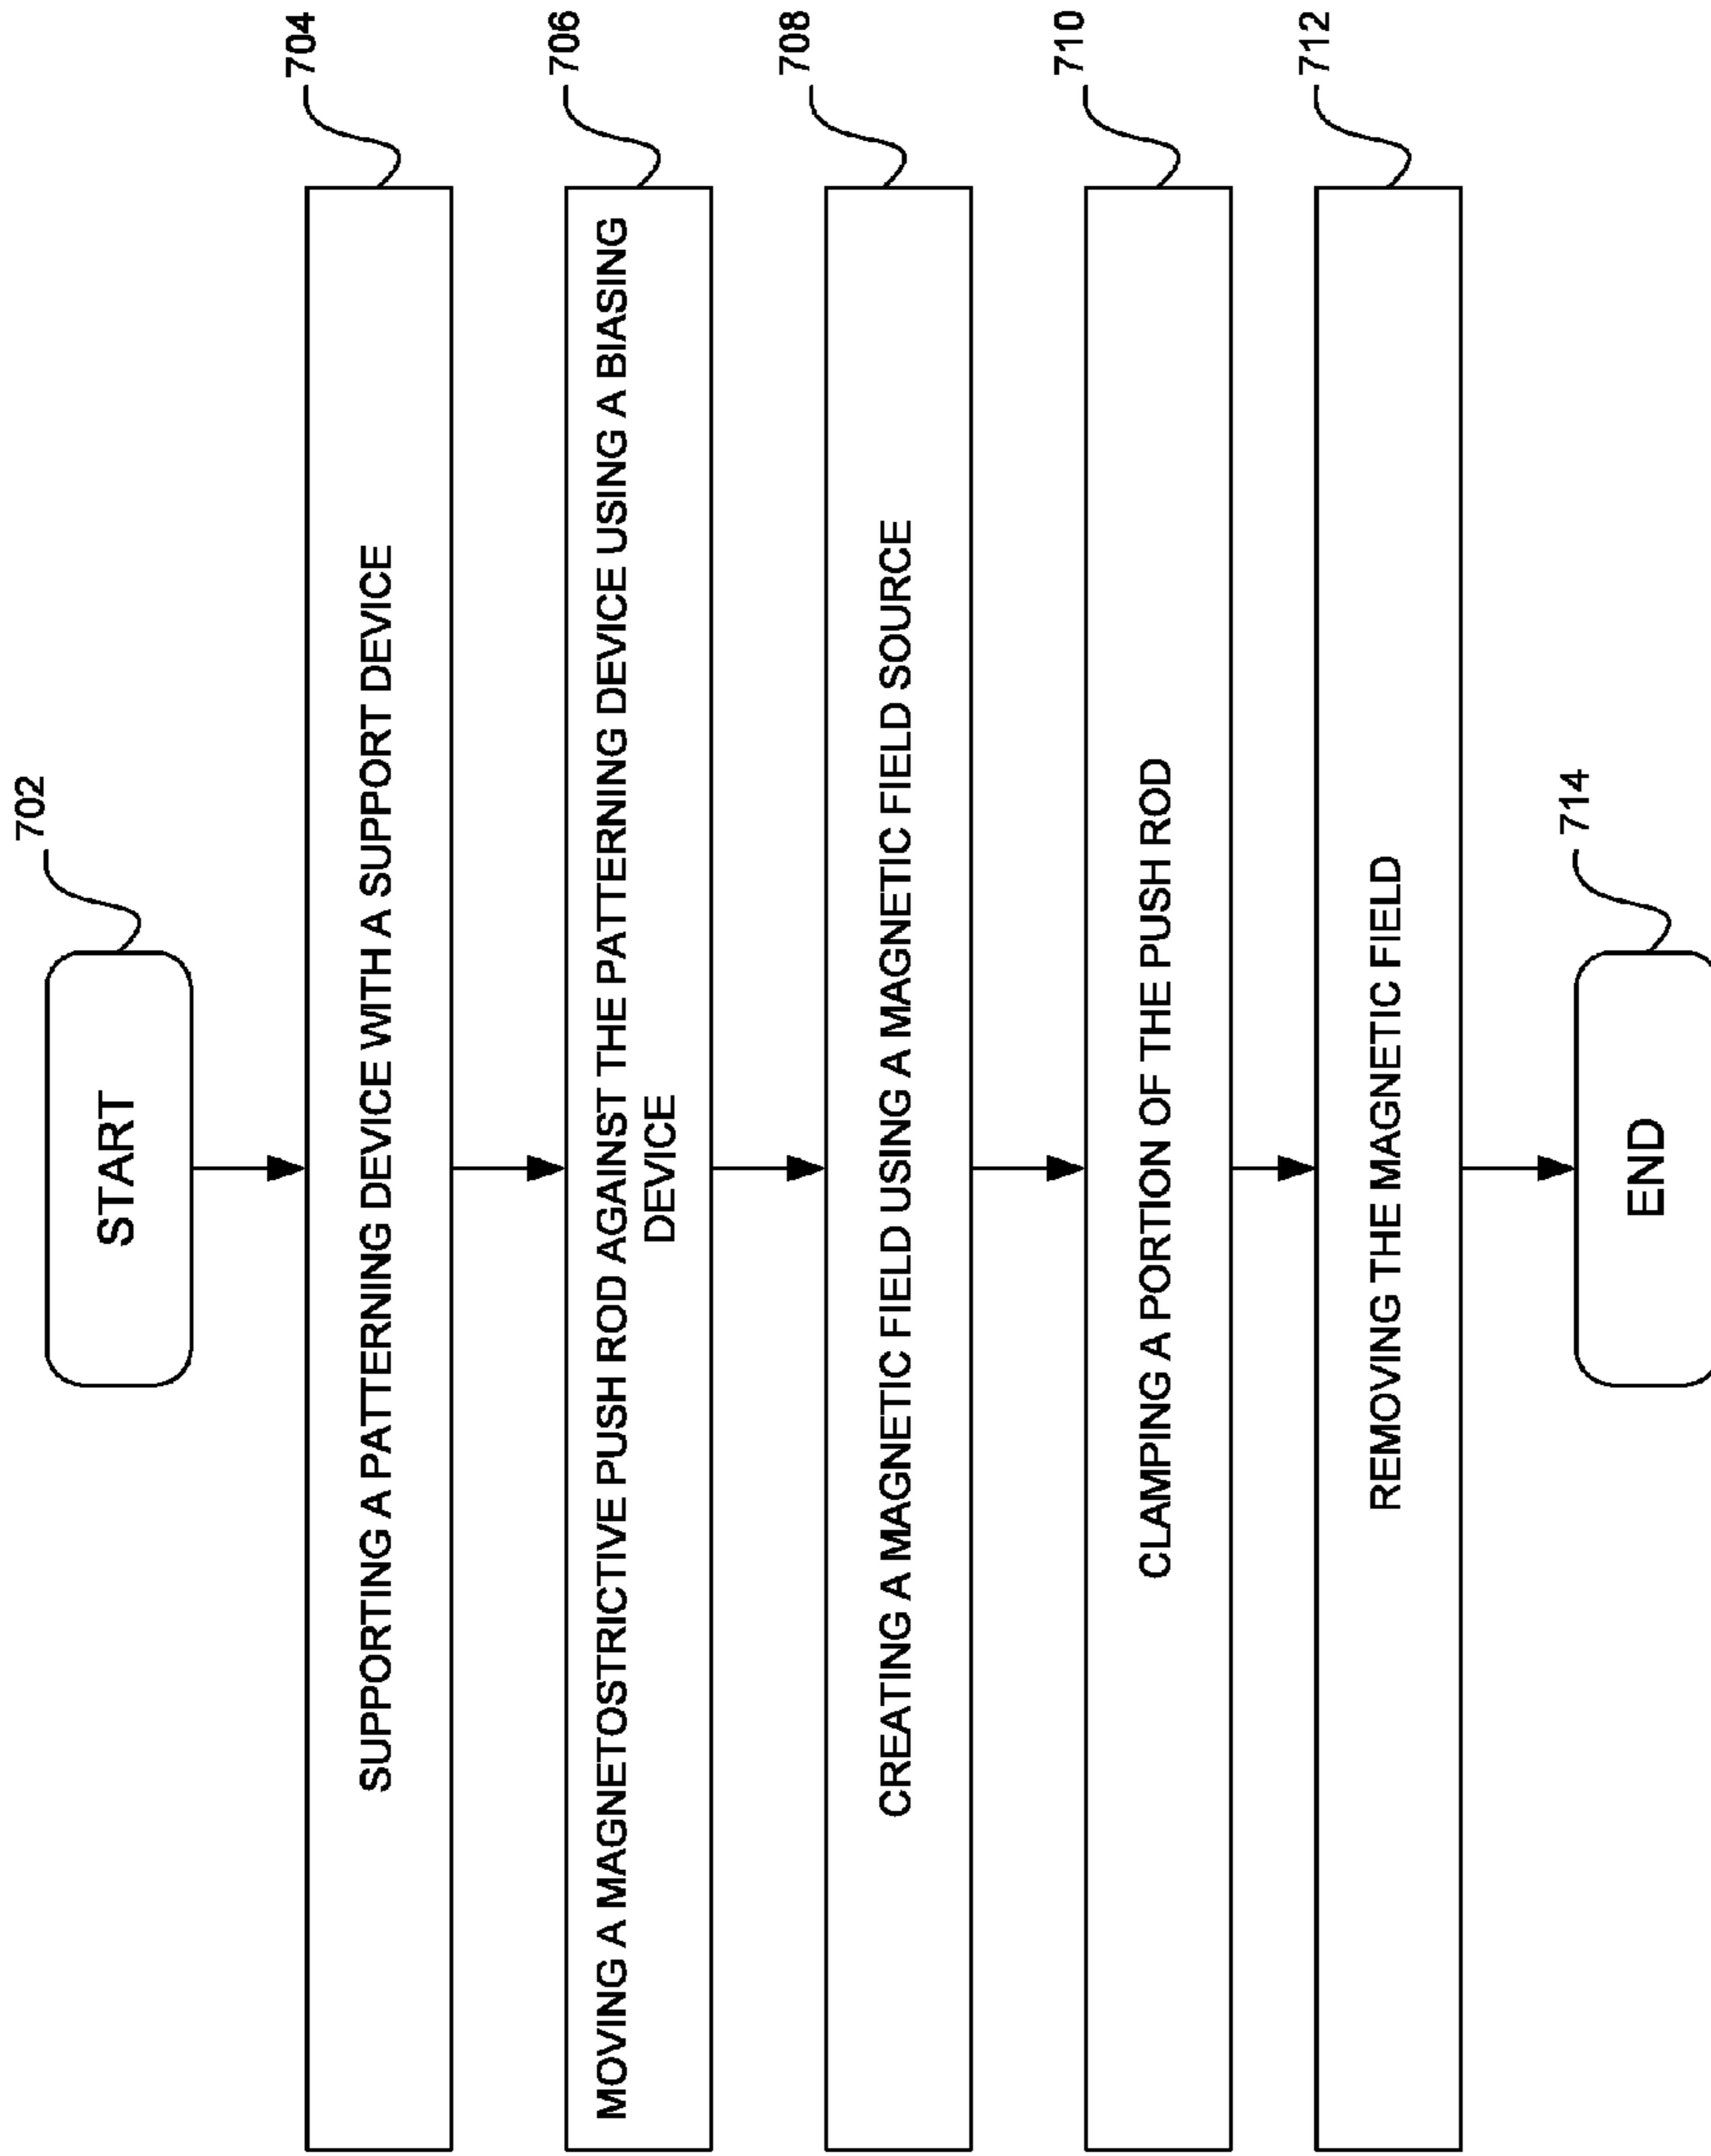 702
START
704
SUPPORTING A PATTERNING DEVICE WITH A SUPPORT DEVICE
706
MOVING A MAGNETOSTRICTIVE PUSH ROD AGAINST THE PATTERNING DEVICE USING A BIASING
DEVICE
708
CREATING A MAGNETIC FIELD USING A MAGNETIC FIELD SOURCE
710
CLAMPING A PORTION OF THE PUSH ROD
712
REMOVING THE MAGNETIC FIELD
714
END